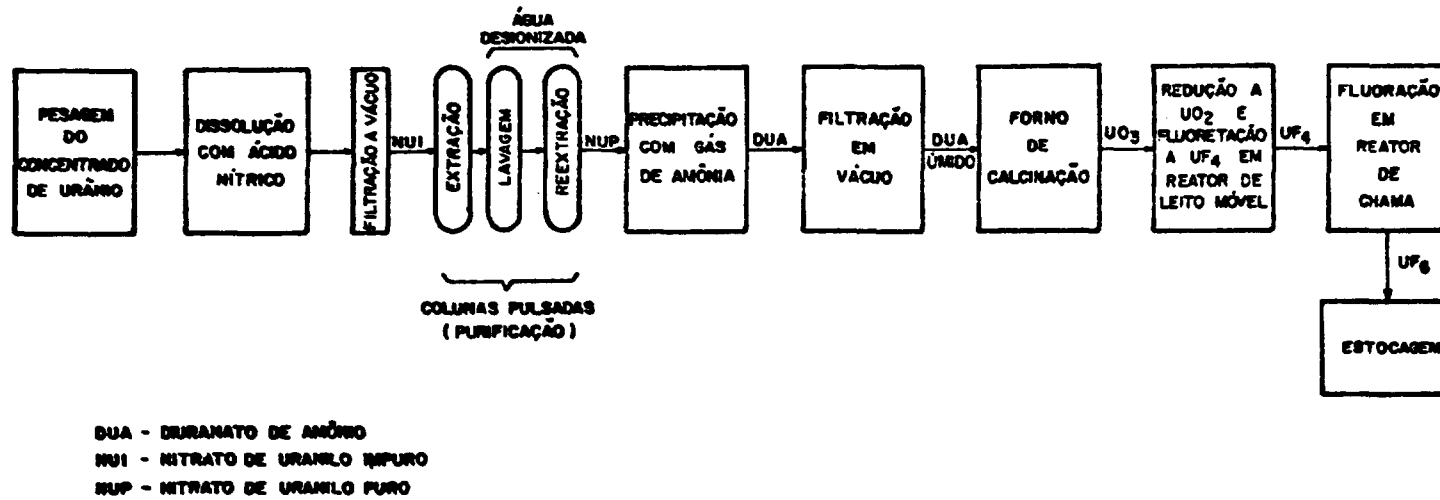 ÁGUA
DESIONIZADA
PESAGEM
DO
CONCENTRADO
DE URÂNIO
DISSOLUÇÃO
COM ÁCIDO
NÍTRICO
FILTRAÇÃO A VÁCUO
NUI
EXTRAÇÃO
LAVAGEM
REEXTRAÇÃO
NUP
PRECIPITAÇÃO
COM GÁS
DE AMÔNIA
DUA
FILTRAÇÃO
EM
VÁCUO
DUA
ÚMIDO
FORNO
DE
CALCINAÇÃO
UO3
REDUÇÃO A
UO2 E
FLUORETAÇÃO
A UF4 EM
REATOR DE
LEITO MÓVEL
UF4
FLUORAÇÃO
EM
REATOR
DE
CHAMA
UF6
ESTOCAGEM
COLUNAS PULSADAS
( PURIFICAÇÃO )
DUA - DIURANATO DE AMÔNIO
NUI - NITRATO DE URANILO IMPURO
NUP - NITRATO DE URANILO PURO